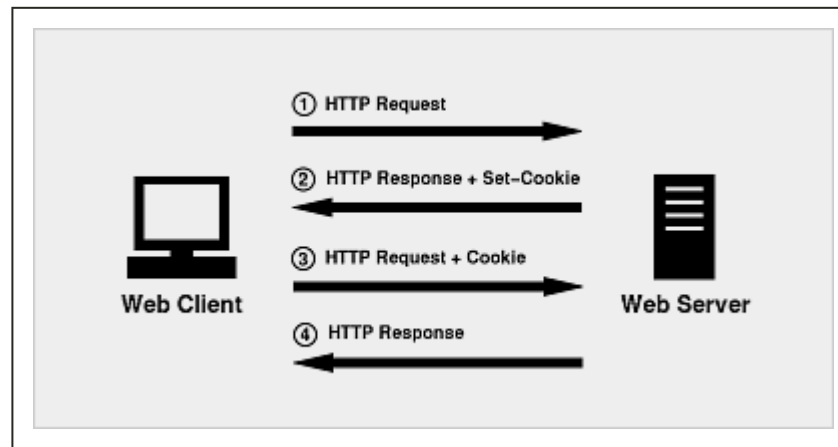 ① HTTP Request
② HTTP Response + Set-Cookie
③ HTTP Request + Cookie
Web Client
Web Server
④ HTTP Response